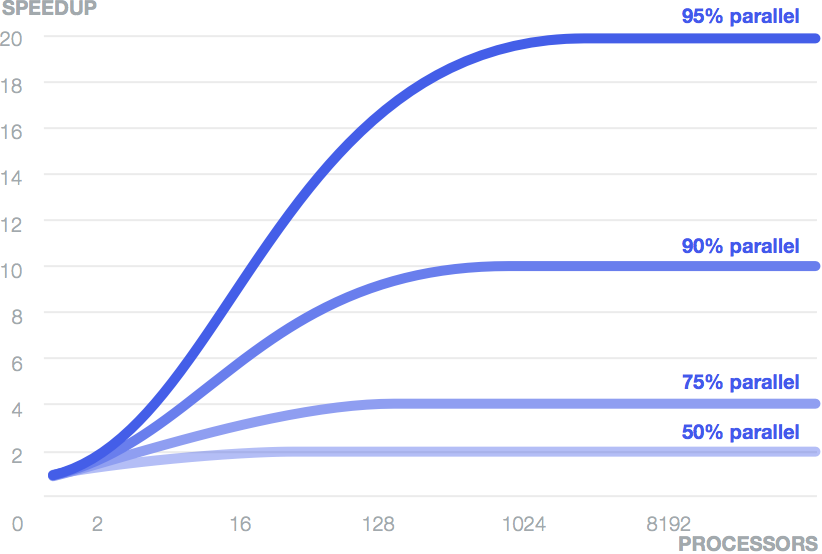 SPEEDUP
95% parallel
20
18
16
14
12
90% parallel
10
8
6
75% parallel
4
50% parallel
2
0 2 16 128 1024 8192
PROCESSORS